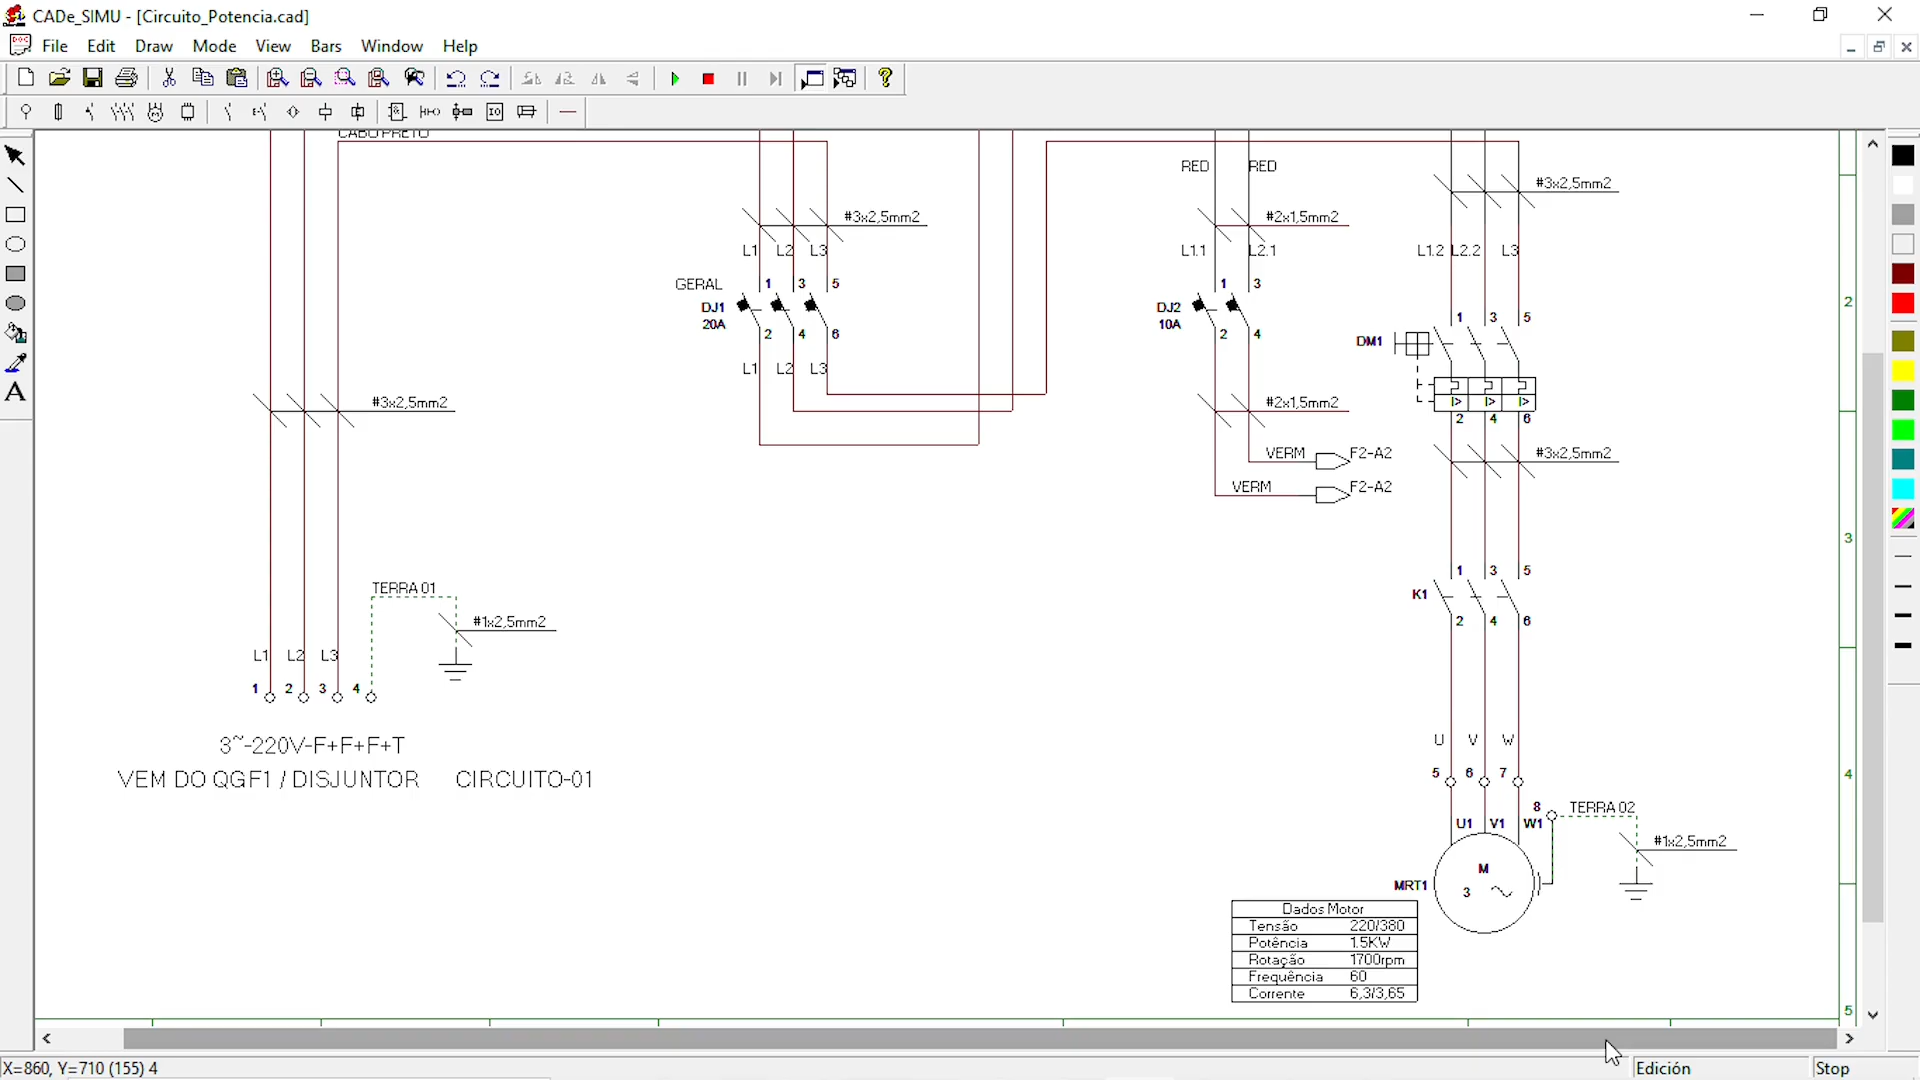 CADe_SIMU - [Circuito_Potencia.cad]
File Edit Draw Mode View Bars Window Help
CABO PRETO
RED RED
#3x2,5mm2
#3x2,5mm2
#2x1,5mm2
L1 L2 L3
L1.1 L2.1
L1.2 L2.2 L3
GERAL 1 3 5
1 3
DJ1
20A
2 4 6
DJ2
10A
2 4
2
1 3 5
DM1
L1 L2 L3
I> I> I>
#3x2,5mm2
#2x1,5mm2
2 4 6
VERM F2-A2
#3x2,5mm2
VERM F2-A2
3
1 3 5
K1
TERRA 01
2 4 6
#1x2,5mm2
L1 L2 L3
1 2 3 4
3~-220V-F+F+F+T
U V W
VEM DO QGF1 / DISJUNTOR CIRCUITO-01
5 6 7
4
8 TERRA 02
U1 V1 W1
#1x2,5mm2
M
MRT1 3
Dados Motor
Tensão 220/380
Potência 1.5KW
Rotação 1700rpm
Frequência 60
Corrente 6,3/3,65
5
X=860, Y=710 (155) 4
Edición Stop